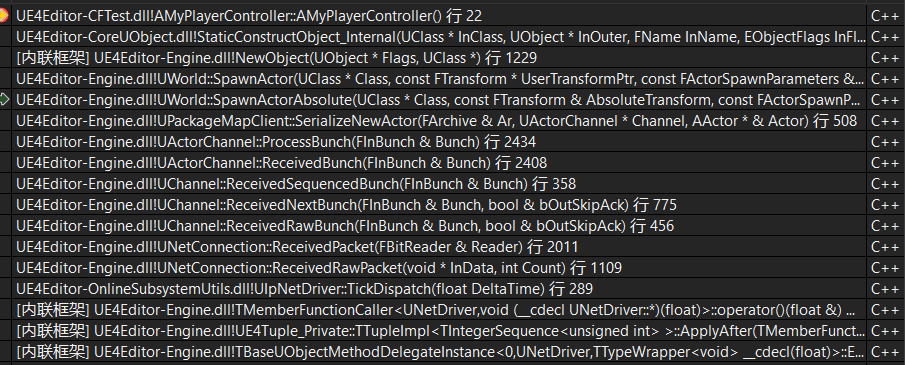 UE4Editor-CFTest.dll!AMyPlayerController::AMyPlayerController() 行 22 C++
UE4Editor-CoreUObject.dll!StaticConstructObject_Internal(UClass * InClass, UObject * InOuter, FName InName, EObjectFlags InFl... C++
[内联框架] UE4Editor-Engine.dll!NewObject(UObject * Flags, UClass *) 行 1229 C++
UE4Editor-Engine.dll!UWorld::SpawnActor(UClass * Class, const FTransform * UserTransformPtr, const FActorSpawnParameters &... C++
UE4Editor-Engine.dll!UWorld::SpawnActorAbsolute(UClass * Class, const FTransform & AbsoluteTransform, const FActorSpawnP... C++
UE4Editor-Engine.dll!UPackageMapClient::SerializeNewActor(FArchive & Ar, UActorChannel * Channel, AActor * & Actor) 行 508 C++
UE4Editor-Engine.dll!UActorChannel::ProcessBunch(FInBunch & Bunch) 行 2434 C++
UE4Editor-Engine.dll!UActorChannel::ReceivedBunch(FInBunch & Bunch) 行 2408 C++
UE4Editor-Engine.dll!UChannel::ReceivedSequencedBunch(FInBunch & Bunch) 行 358 C++
UE4Editor-Engine.dll!UChannel::ReceivedNextBunch(FInBunch & Bunch, bool & bOutSkipAck) 行 775 C++
UE4Editor-Engine.dll!UChannel::ReceivedRawBunch(FInBunch & Bunch, bool & bOutSkipAck) 行 456 C++
UE4Editor-Engine.dll!UNetConnection::ReceivedPacket(FBitReader & Reader) 行 2011 C++
UE4Editor-Engine.dll!UNetConnection::ReceivedRawPacket(void * InData, int Count) 行 1109 C++
UE4Editor-OnlineSubsystemUtils.dll!UIpNetDriver::TickDispatch(float DeltaTime) 行 289 C++
[内联框架] UE4Editor-Engine.dll!TMemberFunctionCaller<UNetDriver,void (__cdecl UNetDriver::*)(float)>::operator()(float &) ... C++
[内联框架] UE4Editor-Engine.dll!UE4Tuple_Private::TTupleImpl<TIntegerSequence<unsigned int> >::ApplyAfter(TMemberFunct... C++
[内联框架] UE4Editor-Engine.dll!TBaseUObjectMethodDelegateInstance<0,UNetDriver,TTypeWrapper<void> __cdecl(float)>::E... C++